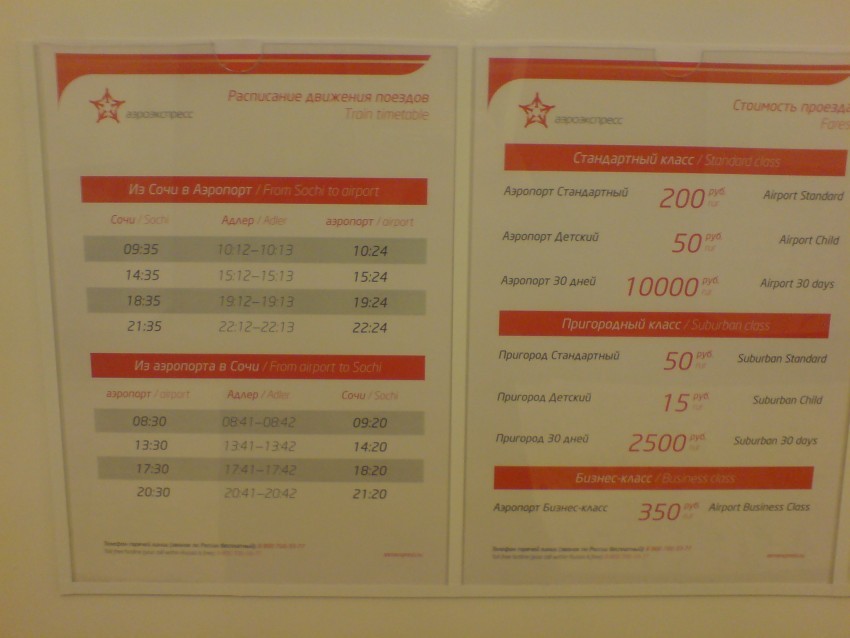 аэроэкспресс
Расписание движения поездов
Train timetable
Из Сочи в Аэропорт / From Sochi to airport
Сочи / Sochi Адлер / Adler аэропорт / airport
09:35 10:12–10:13 10:24
14:35 15:12–15:13 15:24
18:35 19:12–19:13 19:24
21:35 22:12–22.13 22:24
Из аэропорта в Сочи / From airport to Sochi
аэропорт / airport Адлер / Adler Сочи / Sochi
08:30 08:41–08:42 09:20
13:30 13:41–13:42 14:20
17:30 17:41–17:42 18:20
20:30 20:41–20:42 21:20
аэроэкспресс
Стоимость проезда
Fares
Стандартный класс / Standard class
Аэропорт Стандартный 200 руб. Airport Standard
rur
Аэропорт Детский 50 руб. Airport Child
rur
Аэропорт 30 дней 10000 руб. Airport 30 days
rur
Пригородный класс / Suburban class
Пригород Стандартный 50 руб. Suburban Standard
rur
Пригород Детский 15 руб. Suburban Child
rur
Пригород 30 дней 2500 руб. Suburban 30 days
rur
Бизнес-класс / Business class
Аэропорт Бизнес-класс 350 руб. Airport Business Class
rur